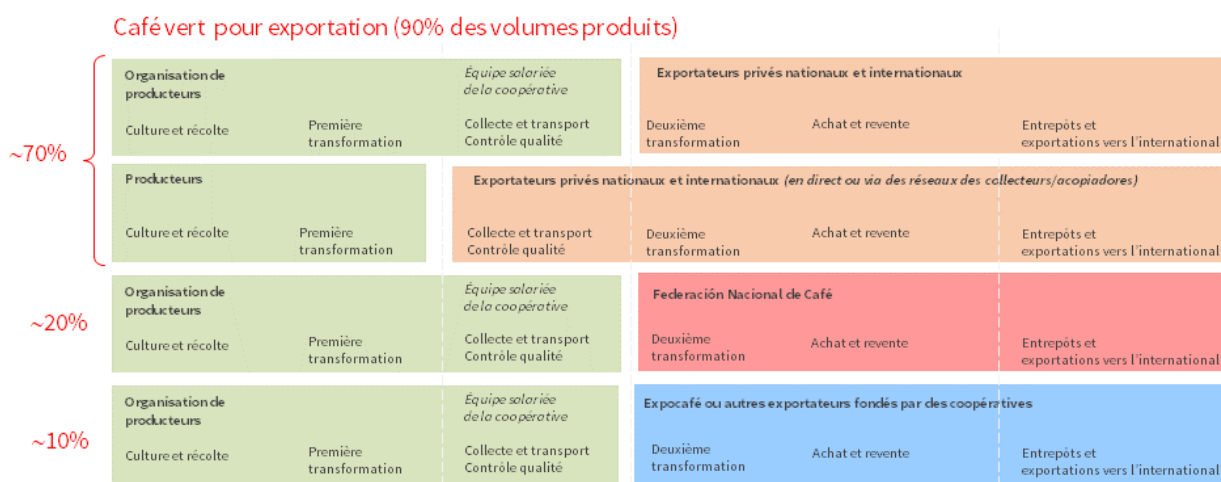 Café vert pour exportation (90% des volumes produits)
~70%
Organisation de
producteurs
Équipe salariée
de la coopérative
Exportateurs privés nationaux et internationaux
Culture et récolte
Première
transformation
Collecte et transport
Contrôle qualité
Deuxième
transformation
Achat et revente
Entrepôts et
exportations vers l'international
Producteurs
Exportateurs privés nationaux et internationaux (en direct ou via des réseaux des collecteurs/acopiadores)
Culture et récolte
Première
transformation
Collecte et transport
Contrôle qualité
Deuxième
transformation
Achat et revente
Entrepôts et
exportations vers l'international
~20%
Organisation de
producteurs
Équipe salariée
de la coopérative
Federación Nacional de Café
Culture et récolte
Première
transformation
Collecte et transport
Contrôle qualité
Deuxième
transformation
Achat et revente
Entrepôts et
exportations vers l'international
~10%
Organisation de
producteurs
Équipe salariée
de la coopérative
Expocafé ou autres exportateurs fondés par des coopératives
Culture et récolte
Première
transformation
Collecte et transport
Contrôle qualité
Deuxième
transformation
Achat et revente
Entrepôts et
exportations vers l'international